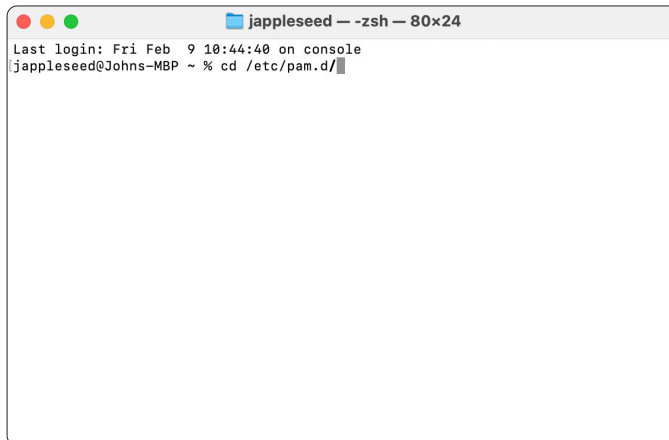 jappleseed — -zsh — 80×24
Last login: Fri Feb  9 10:44:40 on console
[jappleseed@Johns-MBP ~ % cd /etc/pam.d/